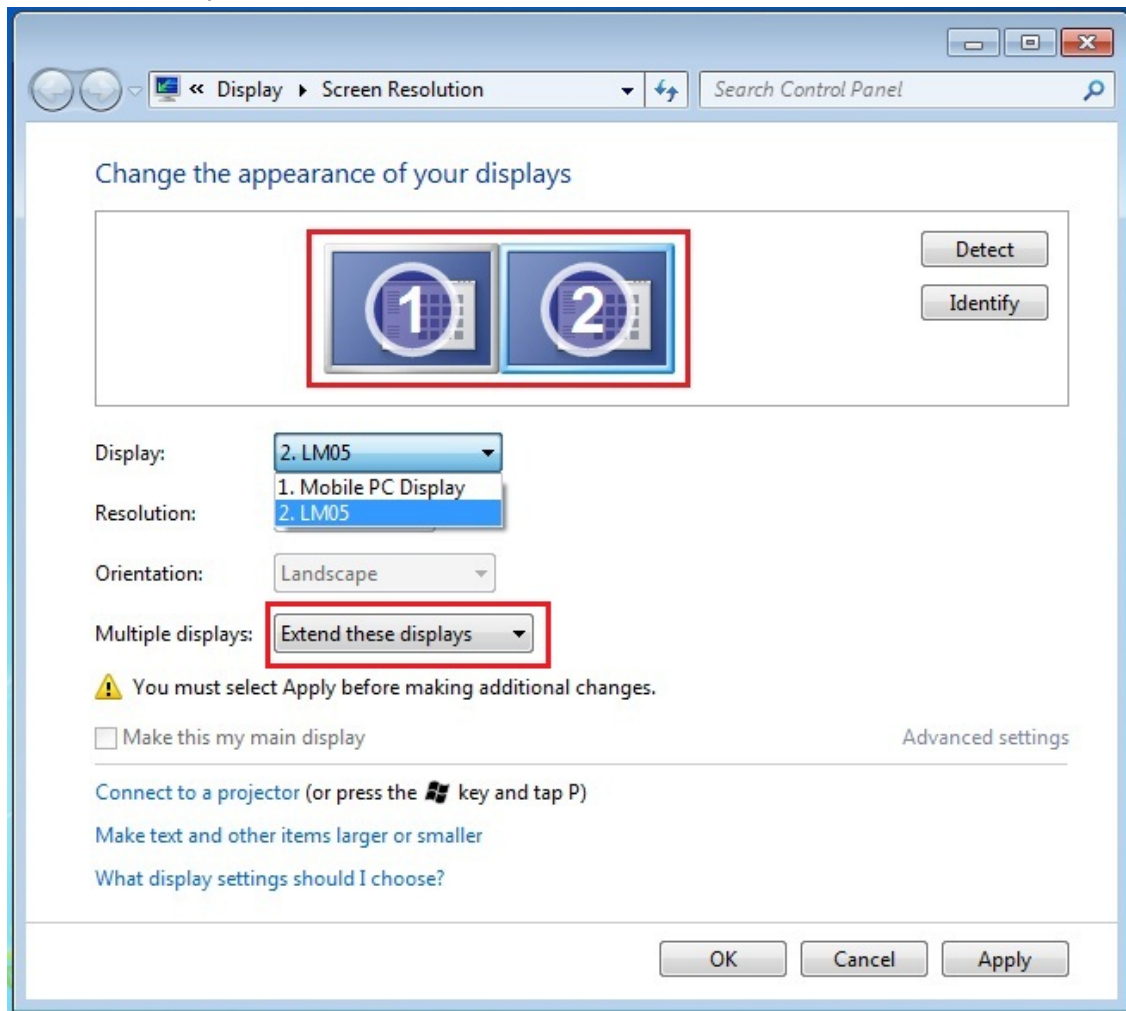 « Display ▸ Screen Resolution
Search Control Panel
Change the appearance of your displays
1
2
Detect
Identify
Display:
2. LM05
1. Mobile PC Display
2. LM05
Resolution:
Orientation:
Landscape
Multiple displays:
Extend these displays
You must select Apply before making additional changes.
Make this my main display
Advanced settings
Connect to a projector (or press the key and tap P)
Make text and other items larger or smaller
What display settings should I choose?
OK
Cancel
Apply